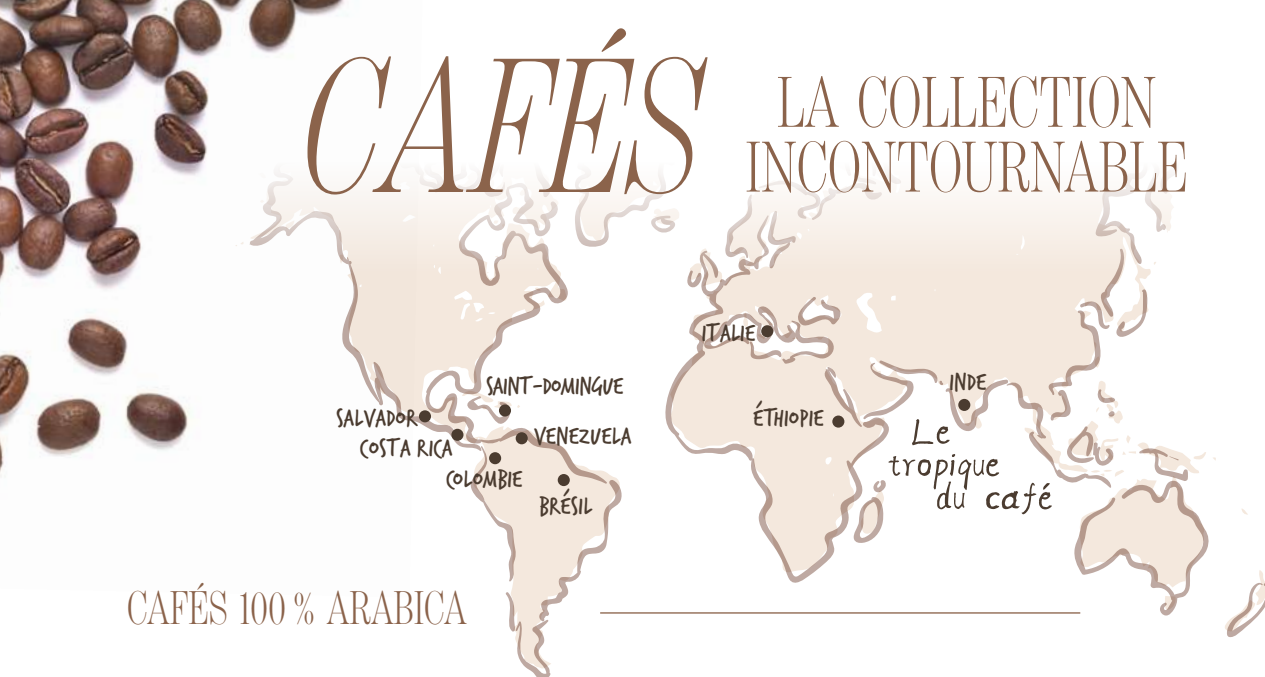 CAFÉS
LA COLLECTION
INCONTOURNABLE
ITALIE
SAINT-DOMINGUE
INDE
SALVADOR
ÉTHIOPIE
COSTA RICA
VENEZUELA
COLOMBIE
BRÉSIL
Le
tropique
du café
CAFÉS 100 % ARABICA